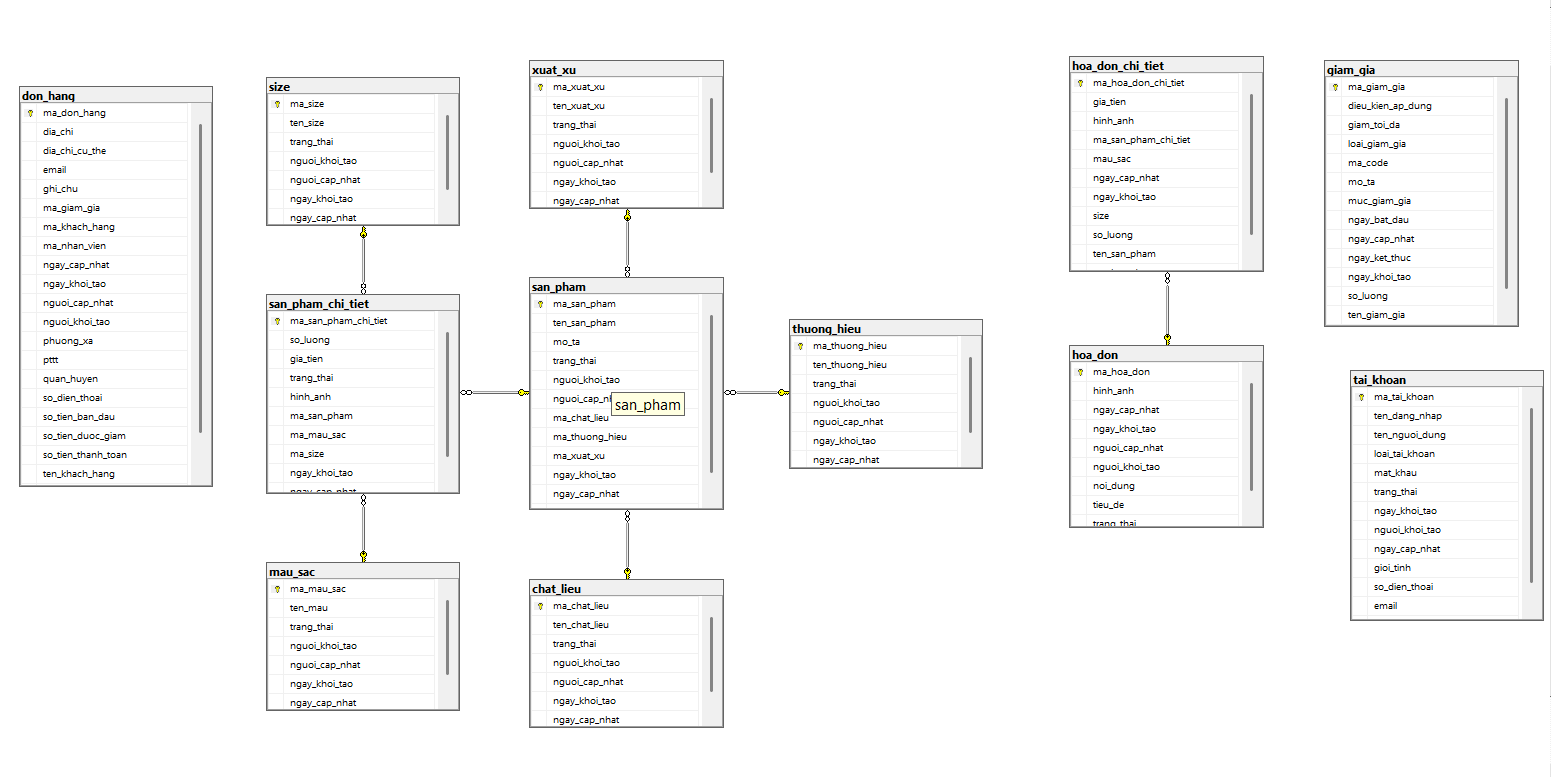 don_hang
ma_don_hang
dia_chi
dia_chi_cu_the
email
ghi_chu
ma_giam_gia
ma_khach_hang
ma_nhan_vien
ngay_cap_nhat
ngay_khoi_tao
nguoi_cap_nhat
nguoi_khoi_tao
phuong_xa
pttt
quan_huyen
so_dien_thoai
so_tien_ban_dau
so_tien_duoc_giam
so_tien_thanh_toan
ten_khach_hang
size
ma_size
ten_size
trang_thai
nguoi_khoi_tao
nguoi_cap_nhat
ngay_khoi_tao
ngay_cap_nhat
san_pham_chi_tiet
ma_san_pham_chi_tiet
so_luong
gia_tien
trang_thai
hinh_anh
ma_san_pham
ma_mau_sac
ma_size
ngay_khoi_tao
ngay_cap_nhat
mau_sac
ma_mau_sac
ten_mau
trang_thai
nguoi_khoi_tao
nguoi_cap_nhat
ngay_khoi_tao
ngay_cap_nhat
xuat_xu
ma_xuat_xu
ten_xuat_xu
trang_thai
nguoi_khoi_tao
nguoi_cap_nhat
ngay_khoi_tao
ngay_cap_nhat
san_pham
ma_san_pham
ten_san_pham
mo_ta
trang_thai
nguoi_khoi_tao
nguoi_cap_nh
san_pham
ma_chat_lieu
ma_thuong_hieu
ma_xuat_xu
ngay_khoi_tao
ngay_cap_nhat
chat_lieu
ma_chat_lieu
ten_chat_lieu
trang_thai
nguoi_khoi_tao
nguoi_cap_nhat
ngay_khoi_tao
ngay_cap_nhat
thuong_hieu
ma_thuong_hieu
ten_thuong_hieu
trang_thai
nguoi_khoi_tao
nguoi_cap_nhat
ngay_khoi_tao
ngay_cap_nhat
hoa_don_chi_tiet
ma_hoa_don_chi_tiet
gia_tien
hinh_anh
ma_san_pham_chi_tiet
mau_sac
ngay_cap_nhat
ngay_khoi_tao
size
so_luong
ten_san_pham
hoa_don
ma_hoa_don
hinh_anh
ngay_cap_nhat
ngay_khoi_tao
nguoi_cap_nhat
nguoi_khoi_tao
noi_dung
tieu_de
trang_thai
giam_gia
ma_giam_gia
dieu_kien_ap_dung
giam_toi_da
loai_giam_gia
ma_code
mo_ta
muc_giam_gia
ngay_bat_dau
ngay_cap_nhat
ngay_ket_thuc
ngay_khoi_tao
so_luong
ten_giam_gia
tai_khoan
ma_tai_khoan
ten_dang_nhap
ten_nguoi_dung
loai_tai_khoan
mat_khau
trang_thai
ngay_khoi_tao
nguoi_khoi_tao
ngay_cap_nhat
gioi_tinh
so_dien_thoai
email